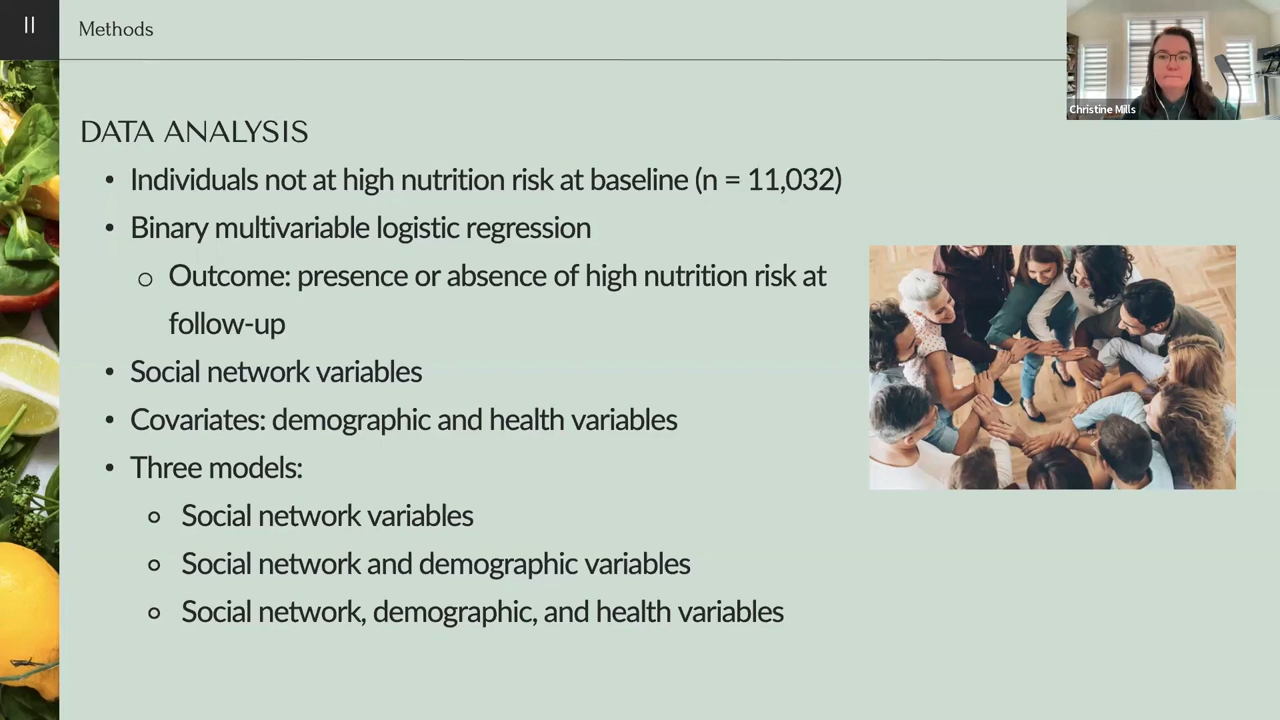 11
Methods
Christine Mills
DATA ANALYSIS
• Individuals not at high nutrition risk at baseline (n = 11,032)
• Binary multivariable logistic regression
○ Outcome: presence or absence of high nutrition risk at
follow-up
• Social network variables
• Covariates: demographic and health variables
• Three models:
○ Social network variables
○ Social network and demographic variables
○ Social network, demographic, and health variables